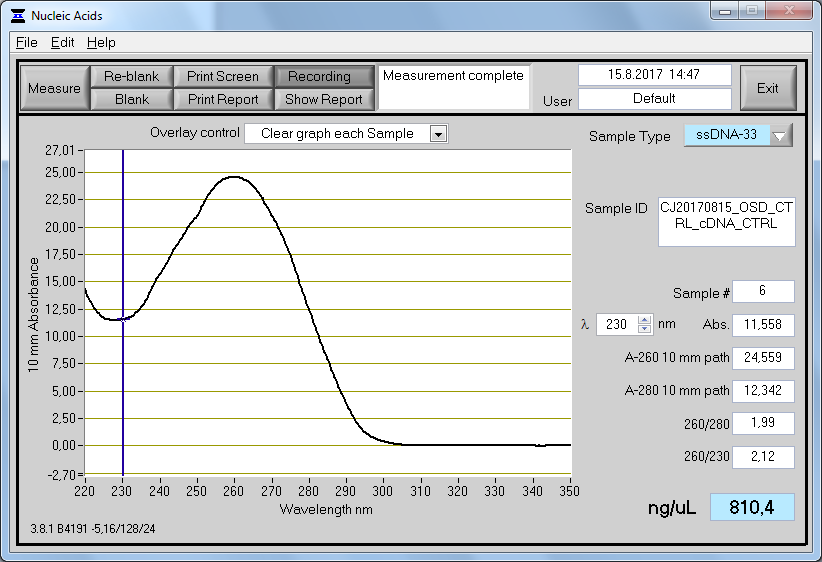 Nucleic Acids
File Edit Help
Measure
Re-blank Print Screen Recording
Blank Print Report Show Report
Measurement complete
15.8.2017 14:47
User Default
Exit
Overlay control Clear graph each Sample
Sample Type ssDNA-33
Sample ID CJ20170815_OSD_CT
RL_cDNA_CTRL
Sample # 6
λ 230 nm Abs. 11,558
A-260 10 mm path 24,559
A-280 10 mm path 12,342
260/280 1,99
260/230 2,12
ng/uL 810,4
10 mm Absorbance
27,01
25,00
22,50
20,00
17,50
15,00
12,50
10,00
7,50
5,00
2,50
0,00
-2,70
220 230 240 250 260 270 280 290 300 310 320 330 340 350
Wavelength nm
3.8.1 B4191 -5,16/128/24